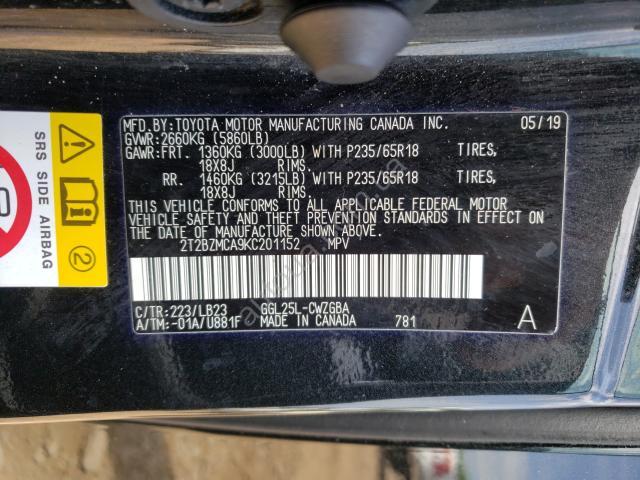 MFD.BY:TOYOTA MOTOR MANUFACTURING CANADA INC. 05/19
GVWR:2660KG (5860LB)
GAWR:FRT. 1360KG (3000LB) WITH P235/65R18 TIRES,
18X8J RIMS,
RR. 1460KG (3215LB) WITH P235/65R18 TIRES,
18X8J RIMS,
THIS VEHICLE CONFORMS TO ALL APPLICABLE FEDERAL MOTOR
VEHICLE SAFETY AND THEFT PREVENTION STANDARDS IN EFFECT ON
THE DATE OF MANUFACTURE SHOWN ABOVE.
2T2BZMCA9KC201152 MPV
C/TR:223/LB23 GGL25L-CWZGBA
A/TM:-01A/U881F MADE IN CANADA 781 A
SRS SIDE AIRBAG
2